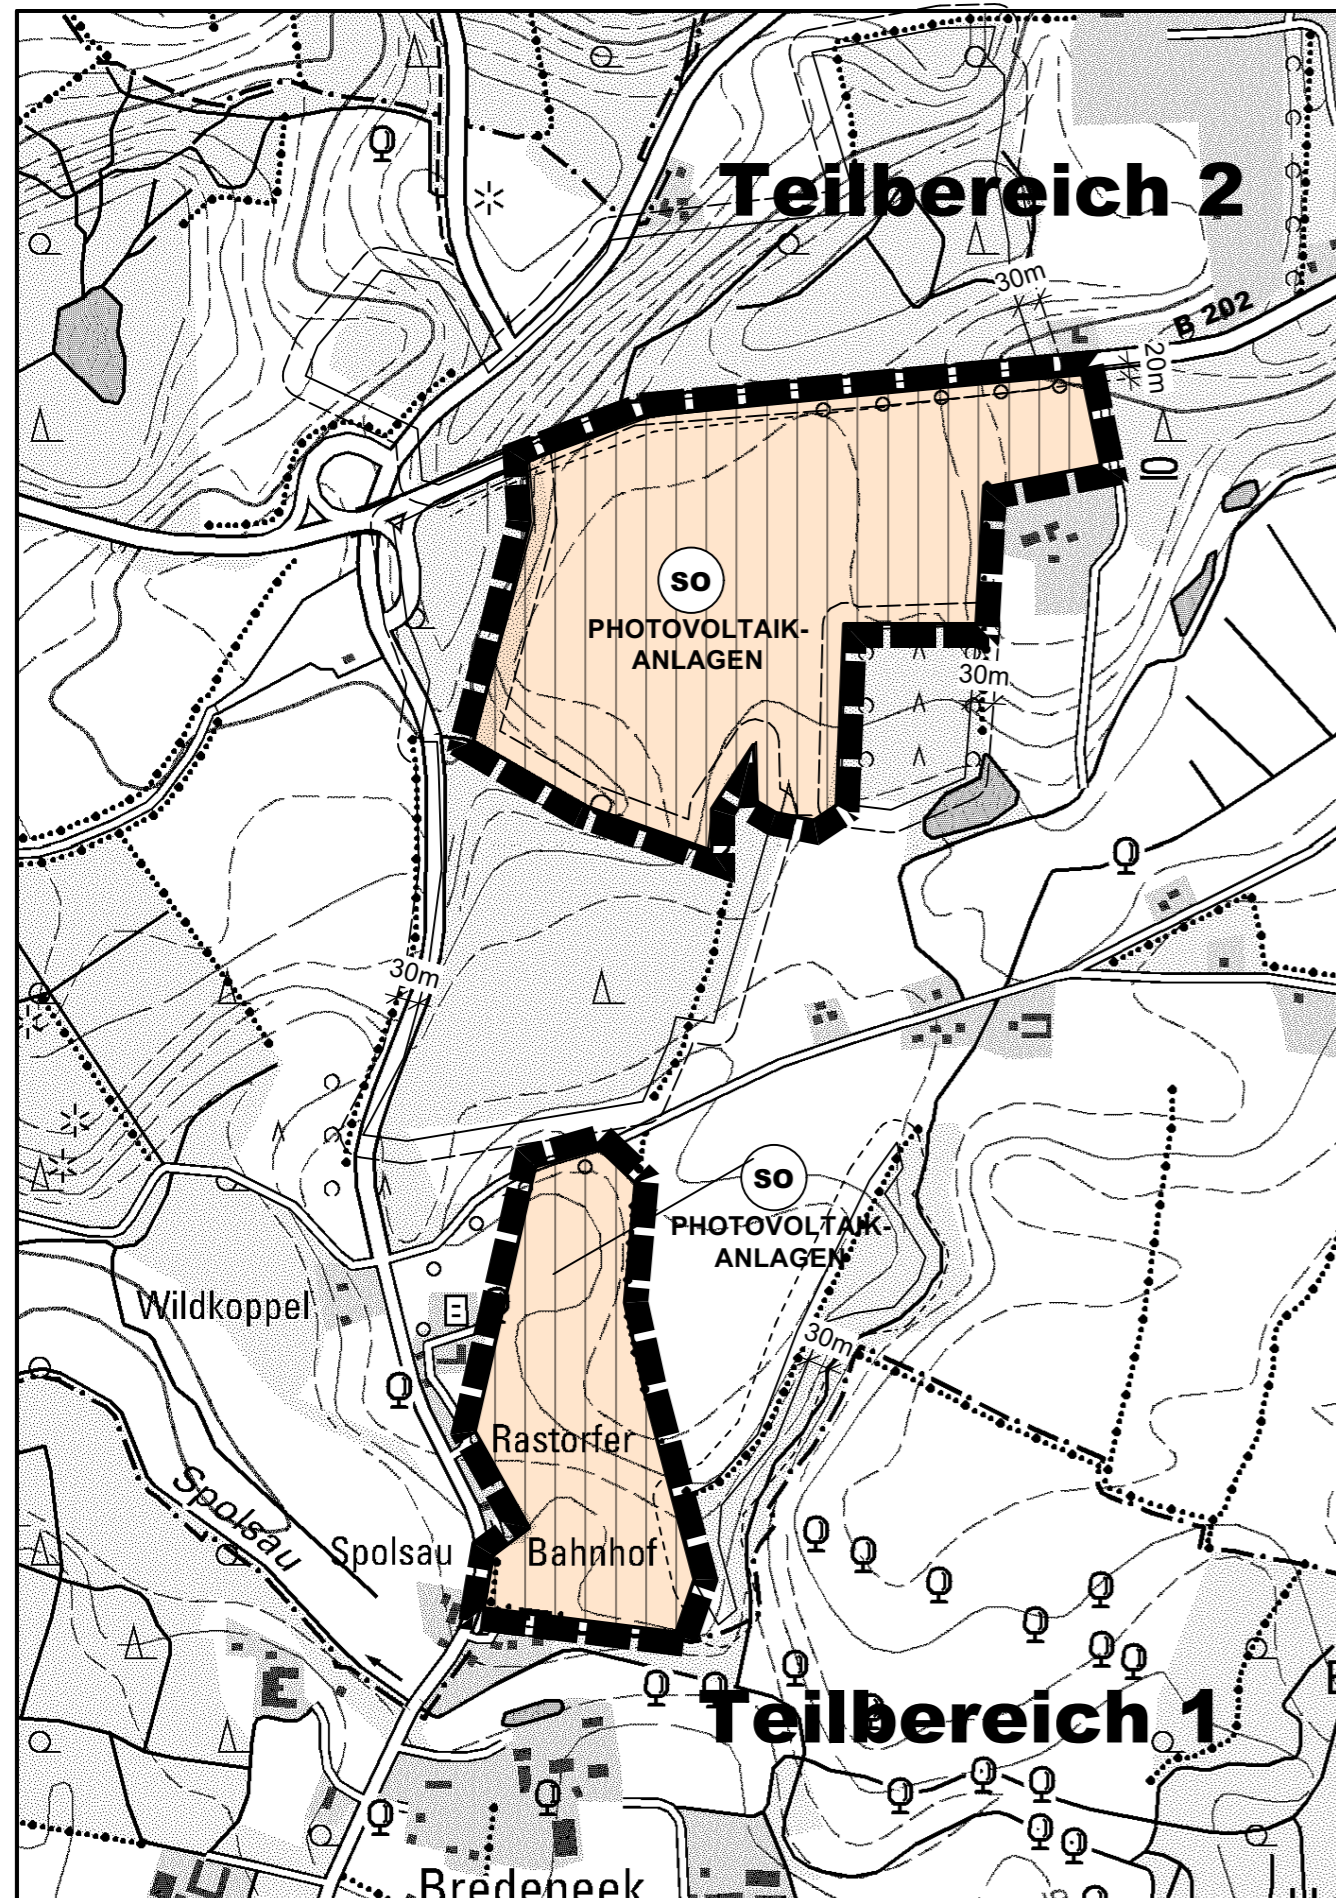 Teilbereich 2
30m
B 202
20m
SO
PHOTOVOLTAIK-
ANLAGEN
30m
30m
SO
PHOTOVOLTAIK-
ANLAGEN
Wildkoppel
30m
Rastorfer
Spolsau
Spolsau
Bahnhof
Teilbereich 1
Bredeneek